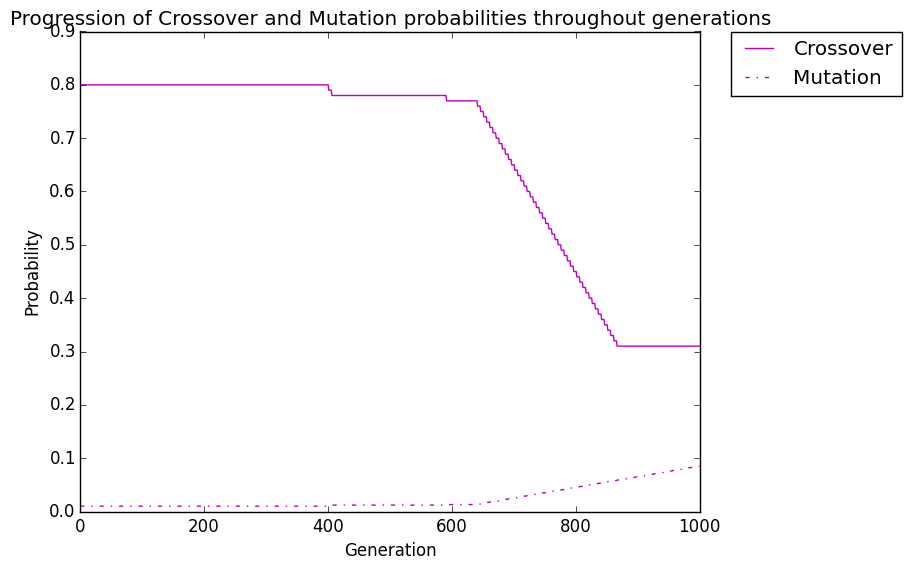 Progression of Crossover and Mutation probabilities throughout generations
Crossover
Mutation
0.9
0.8
0.7
0.6
0.5
0.4
0.3
0.2
0.1
0.0
Probability
0 200 400 600 800 1000
Generation